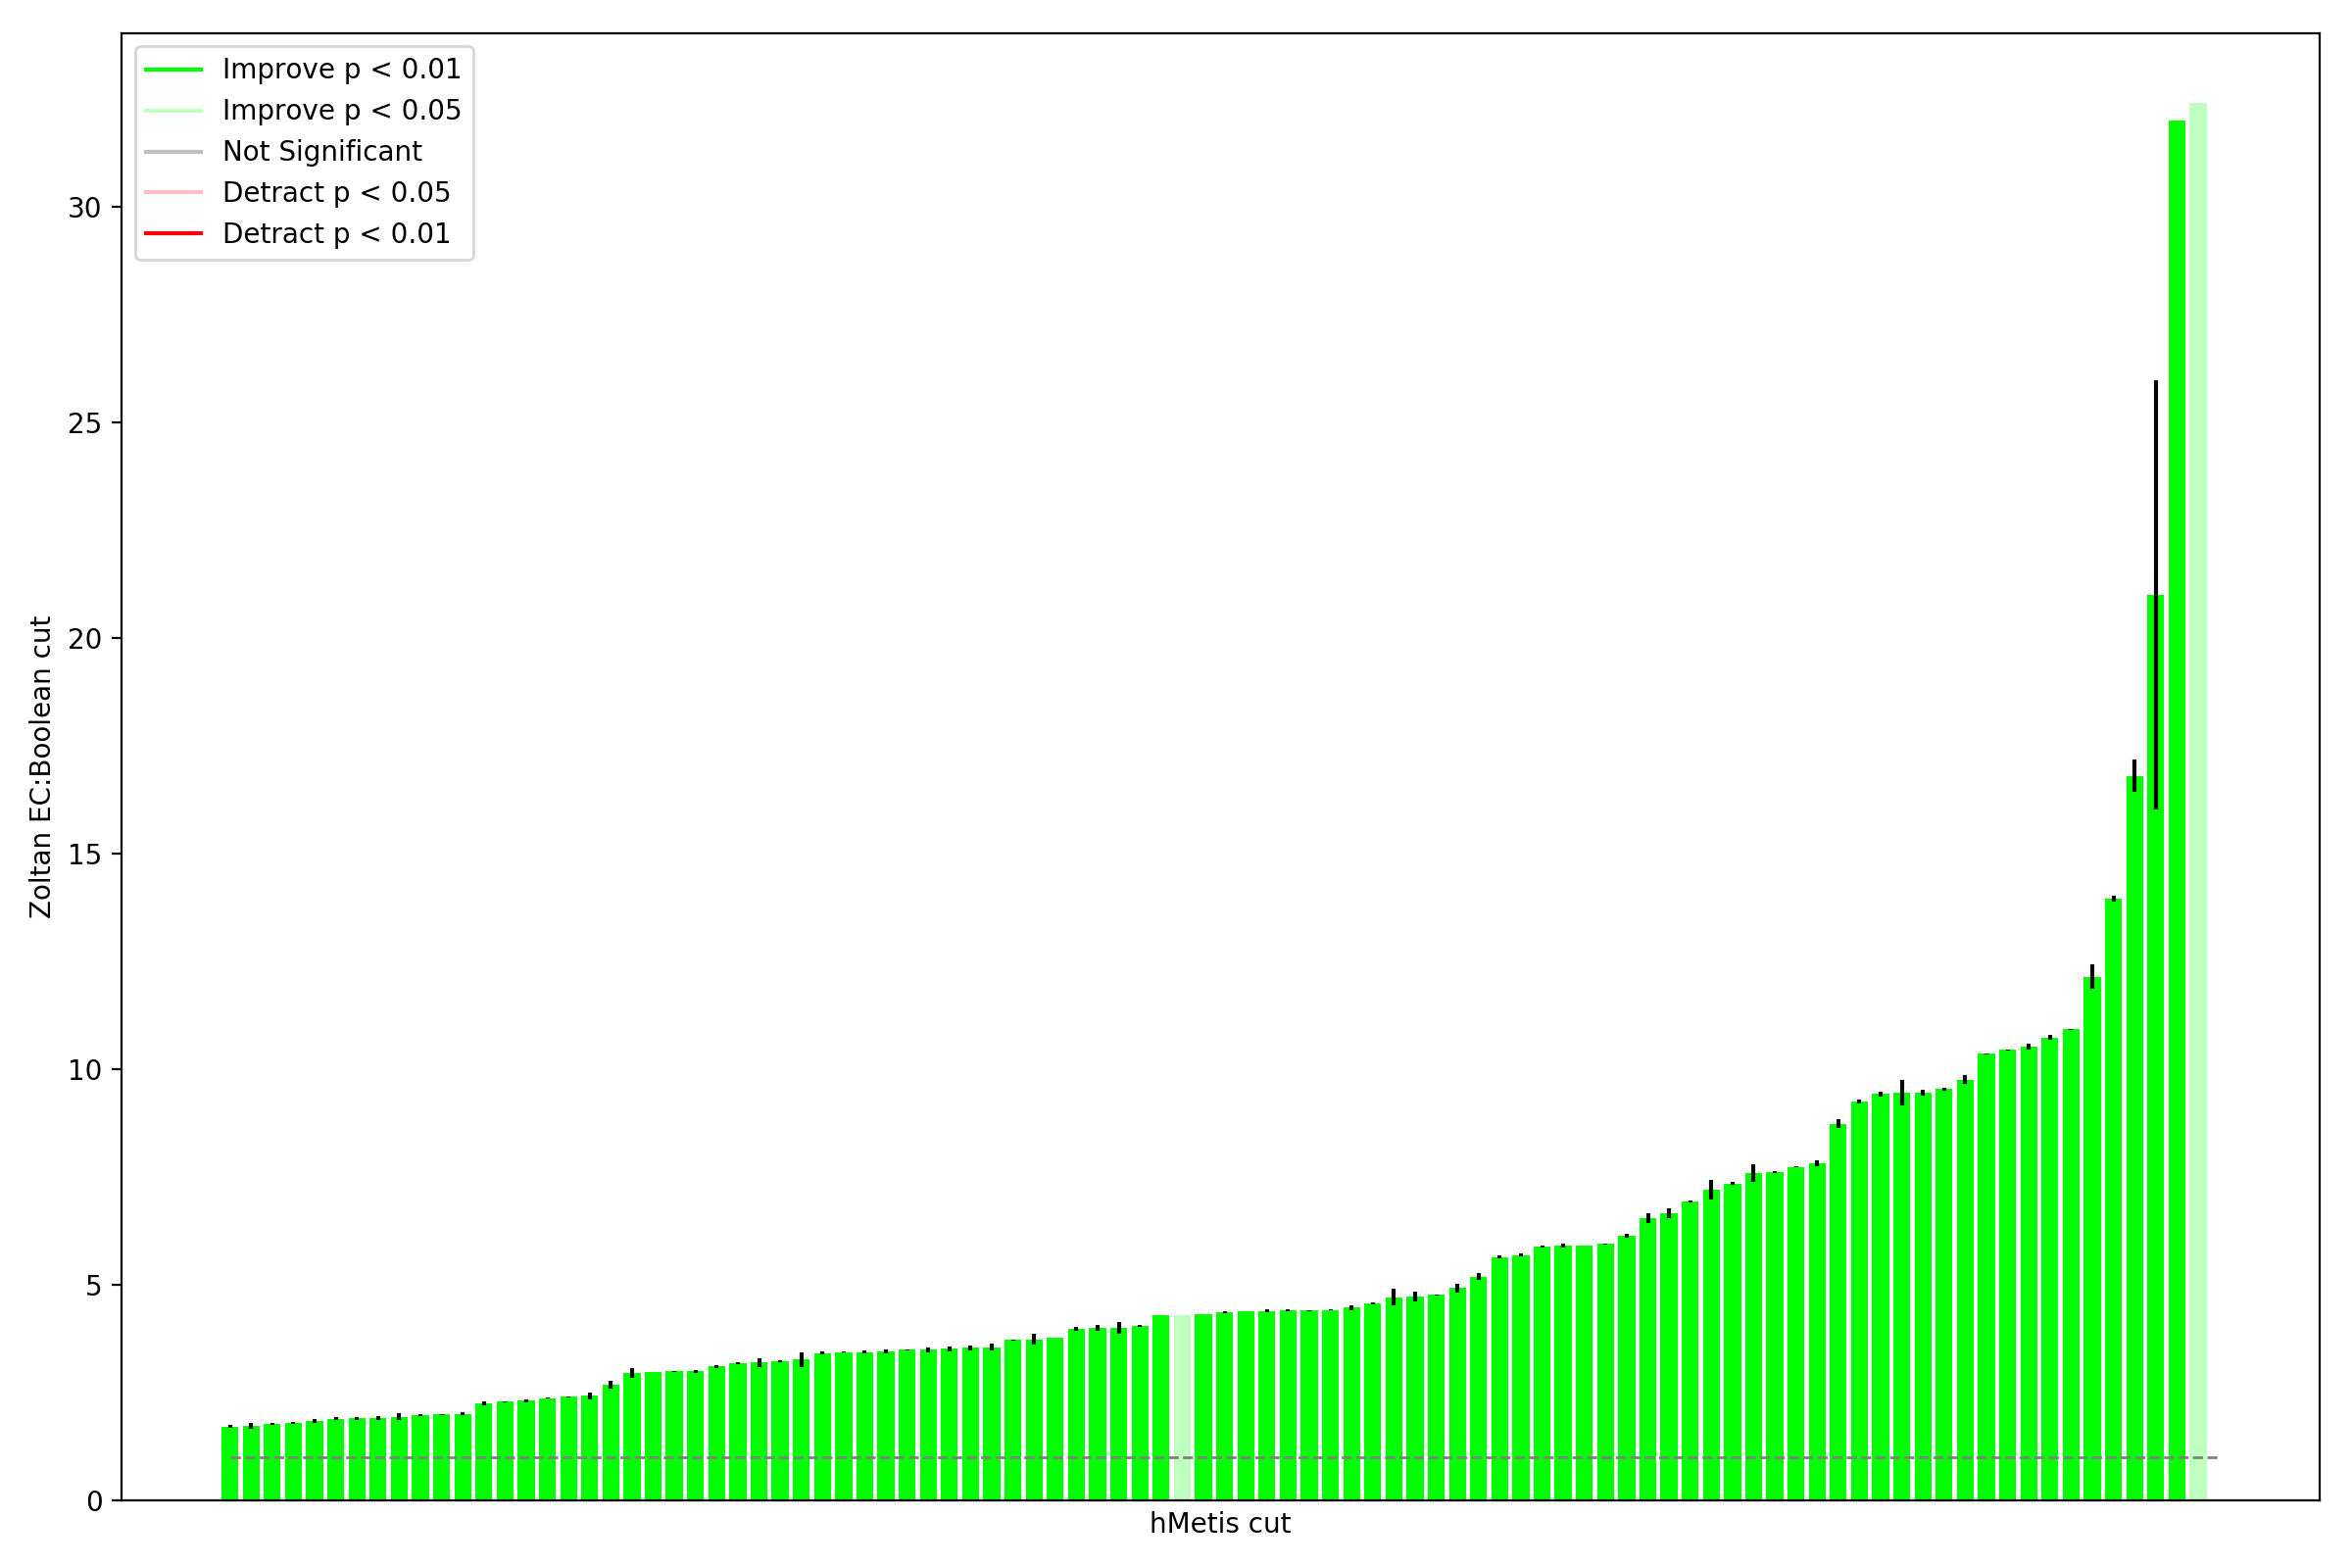 Improve p < 0.01
Improve p < 0.05
Not Significant
Detract p < 0.05
Detract p < 0.01
30
25
20
15
10
5
0
Zoltan EC:Boolean cut
hMetis cut